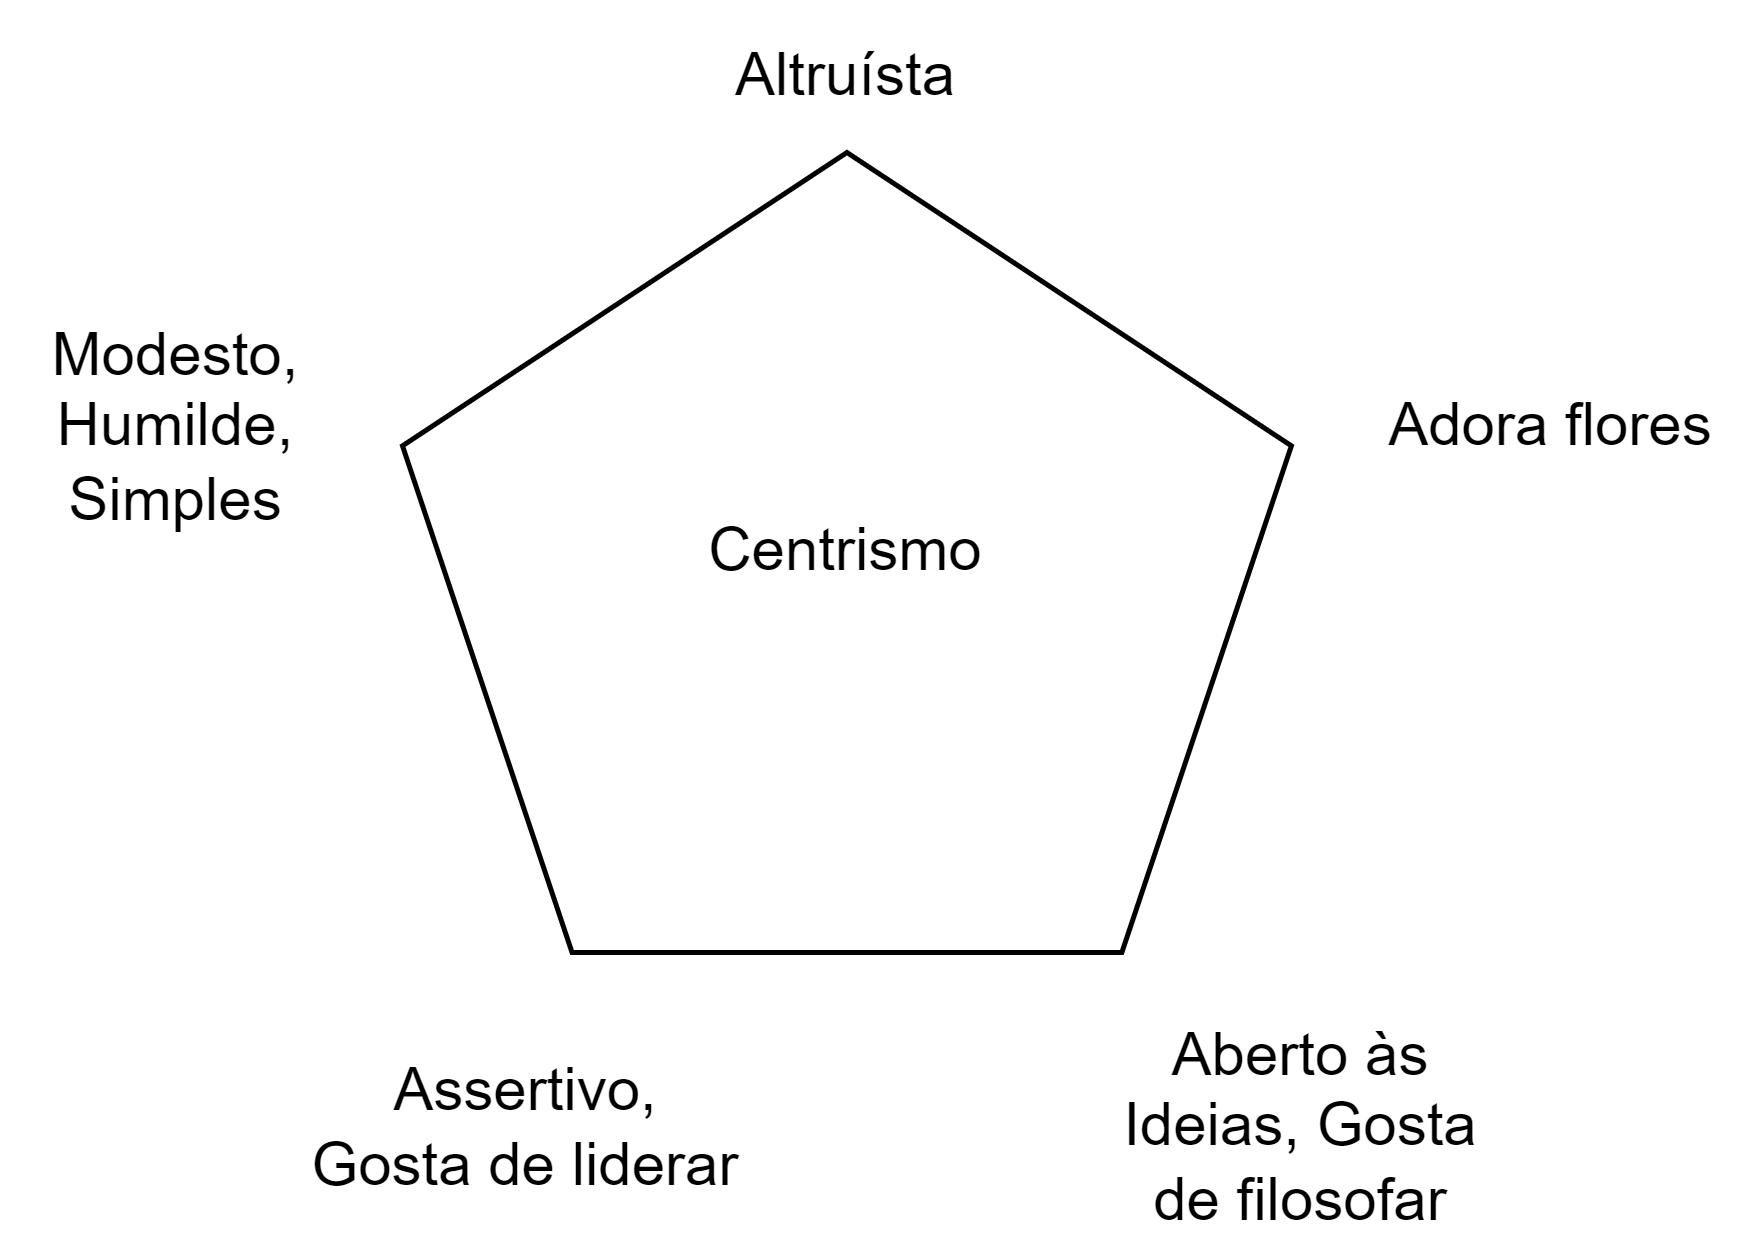 Altruísta
Modesto,
Humilde,
Simples
Adora flores
Centrismo
Assertivo,
Gosta de liderar
Aberto às
Ideias, Gosta
de filosofar